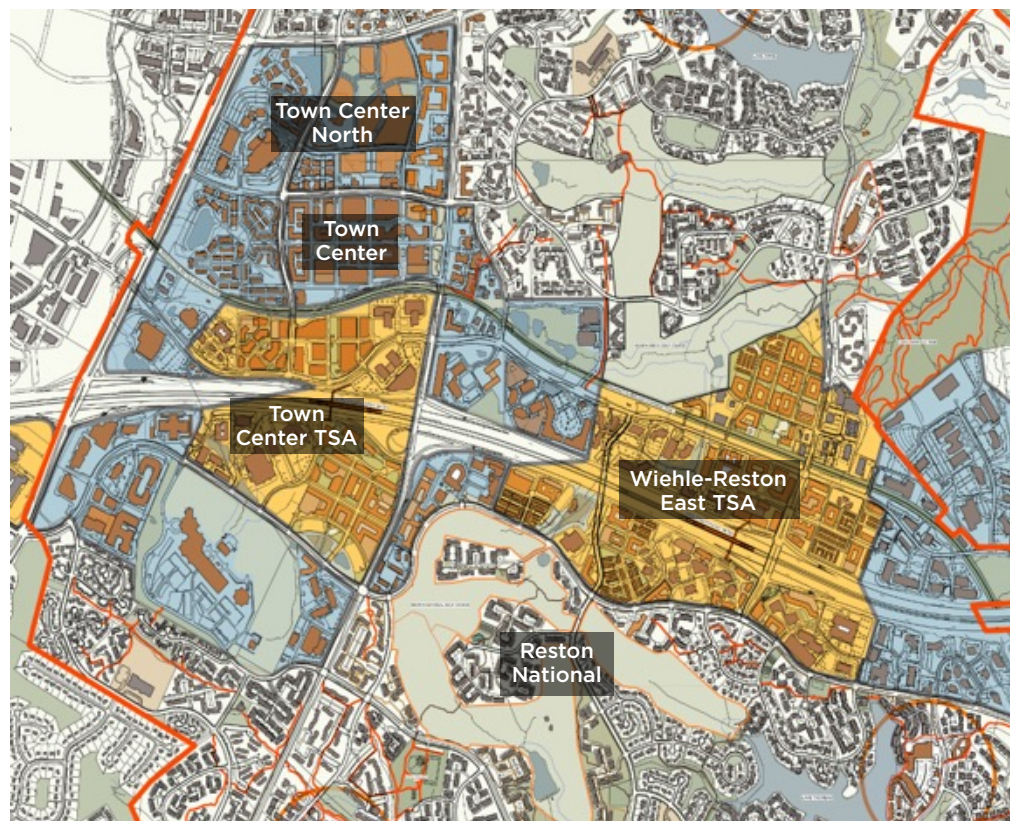 Town Center
North
Town
Center
Town
Center TSA
Wiehle-Reston
East TSA
Reston
National